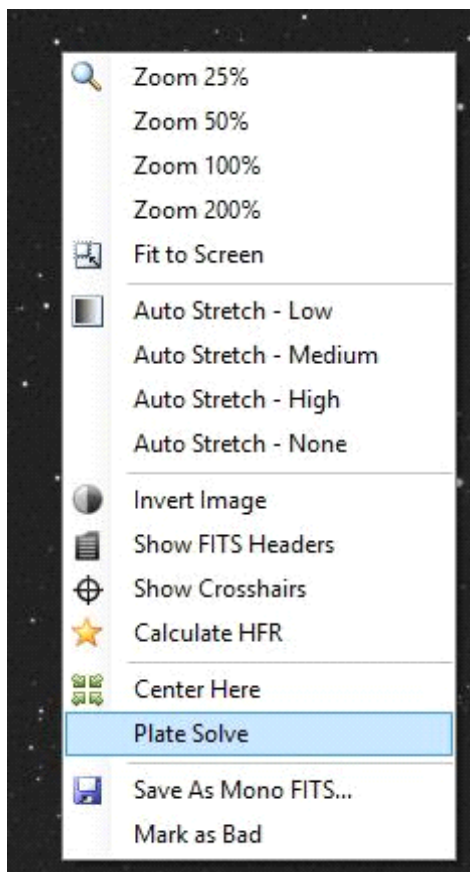 Zoom 25%
Zoom 50%
Zoom 100%
Zoom 200%
Fit to Screen
Auto Stretch - Low
Auto Stretch - Medium
Auto Stretch - High
Auto Stretch - None
Invert Image
Show FITS Headers
Show Crosshairs
Calculate HFR
Center Here
Plate Solve
Save As Mono FITS...
Mark as Bad